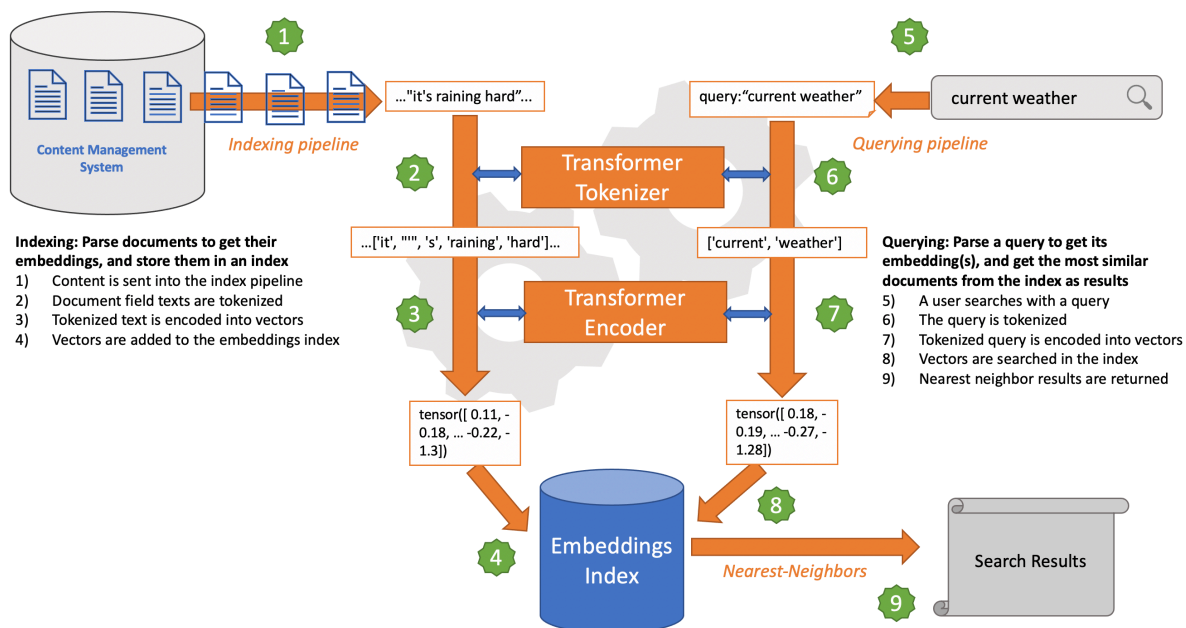 1
5
..."it's raining hard”...
query:“current weather”
current weather
Content Management
System
Indexing pipeline
Querying pipeline
2
Transformer
Tokenizer
6
...['it', "'", 's', 'raining', 'hard']...
['current', 'weather']
Indexing: Parse documents to get their
embeddings, and store them in an index
1) Content is sent into the index pipeline
2) Document field texts are tokenized
3) Tokenized text is encoded into vectors
4) Vectors are added to the embeddings index
Querying: Parse a query to get its
embedding(s), and get the most similar
documents from the index as results
5) A user searches with a query
6) The query is tokenized
7) Tokenized query is encoded into vectors
8) Vectors are searched in the index
9) Nearest neighbor results are returned
3
Transformer
Encoder
7
tensor([ 0.11, -
0.18, ... -0.22, -
1.3])
tensor([ 0.18, -
0.19, ... -0.27, -
1.28])
8
4
Embeddings
Index
Nearest-Neighbors
Search Results
9